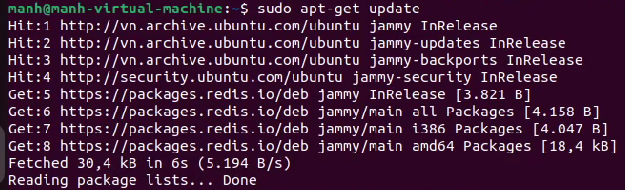 manh@manh-virtual-machine:~$ sudo apt-get update
Hit:1 http://vn.archive.ubuntu.com/ubuntu jammy InRelease
Hit:2 http://vn.archive.ubuntu.com/ubuntu jammy-updates InRelease
Hit:3 http://vn.archive.ubuntu.com/ubuntu jammy-backports InRelease
Hit:4 http://security.ubuntu.com/ubuntu jammy-security InRelease
Get:5 https://packages.redis.io/deb jammy InRelease [3.821 B]
Get:6 https://packages.redis.io/deb jammy/main all Packages [4.158 B]
Get:7 https://packages.redis.io/deb jammy/main i386 Packages [4.047 B]
Get:8 https://packages.redis.io/deb jammy/main amd64 Packages [18,4 kB]
Fetched 30,4 kB in 6s (5.194 B/s)
Reading package lists... Done